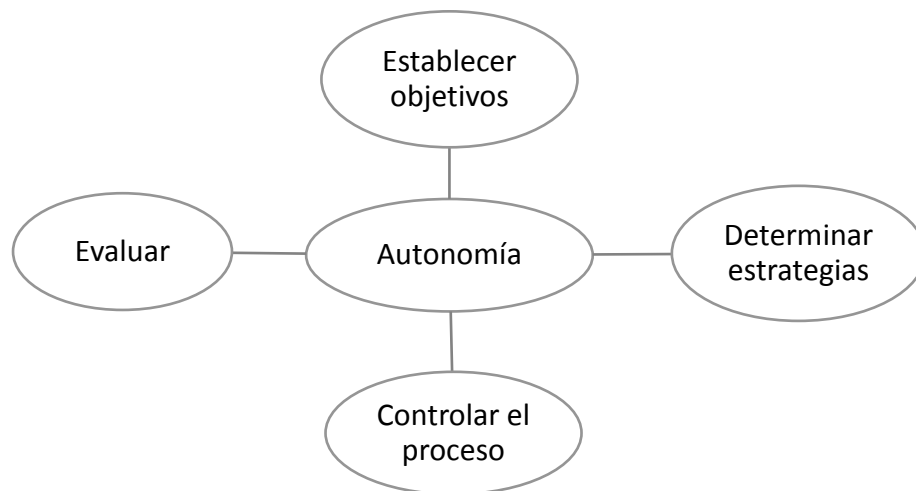 Establecer
objetivos
Evaluar
Autonomía
Determinar
estrategias
Controlar el
proceso